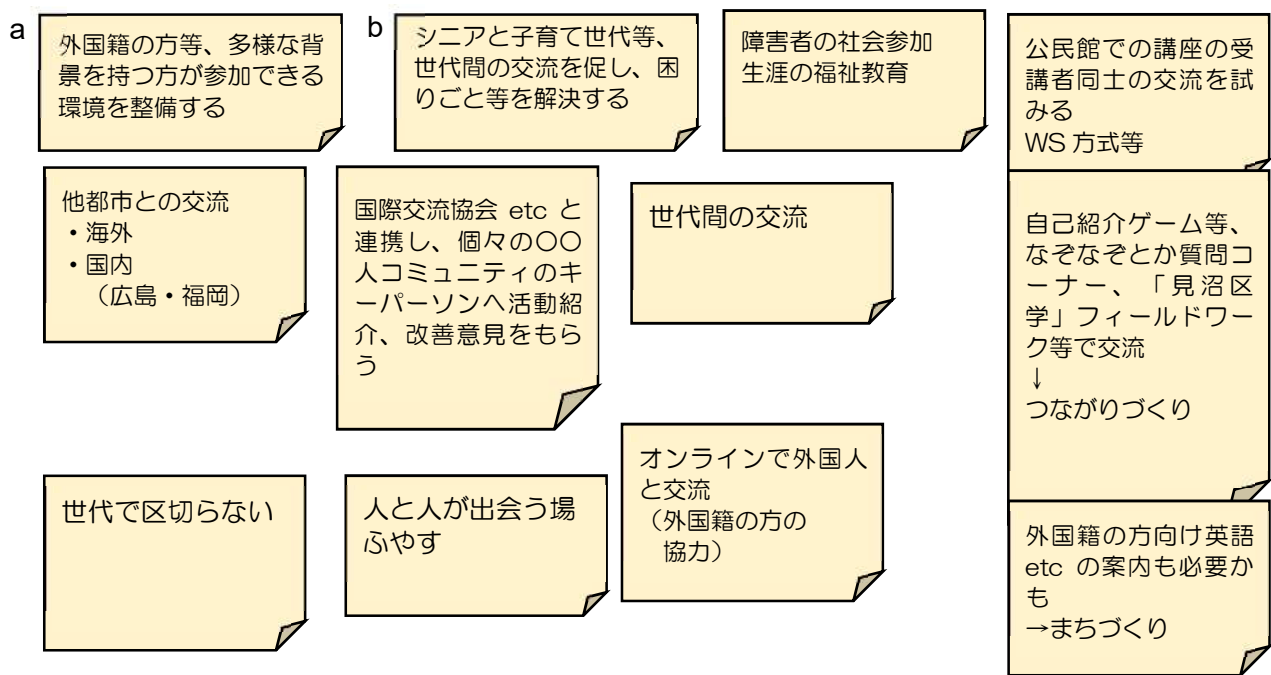 a
外国籍の方等、多様な背
景を持つ方が参加できる
環境を整備する
b
シニアと子育て世代等、
世代間の交流を促し、困
りごと等を解決する
障害者の社会参加
生涯の福祉教育
公民館での講座の受
講者同士の交流を試
みる
WS 方式等
他都市との交流
・海外
・国内
（広島・福岡）
国際交流協会 etc と
連携し、個々の〇〇
人コミュニティのキ
ーパーソンへ活動紹
介、改善意見をもら
う
世代間の交流
自己紹介ゲーム等、
なぞなぞとか質問コ
ーナー、「見沼区
学」フィールドワー
ク等で交流
↓
つながりづくり
世代で区切らない
人と人が出会う場
ふやす
オンラインで外国人
と交流
（外国籍の方の
協力）
外国籍の方向け英語
etc の案内も必要か
も
→まちづくり